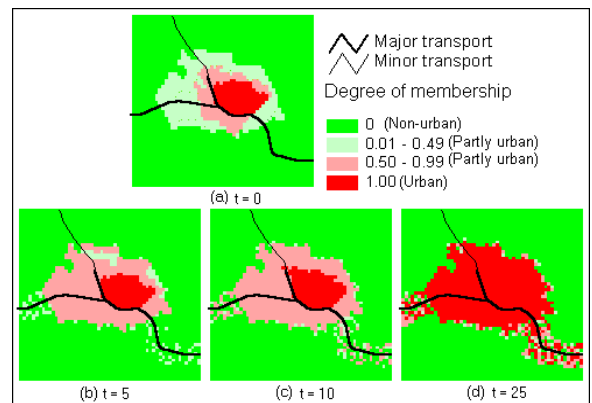 Major transport
Minor transport
Degree of membership
0 (Non-urban)
0.01 - 0.49 (Partly urban)
0.50 - 0.99 (Partly urban)
1.00 (Urban)
(a) t = 0
(b) t = 5
(c) t = 10
(d) t = 25